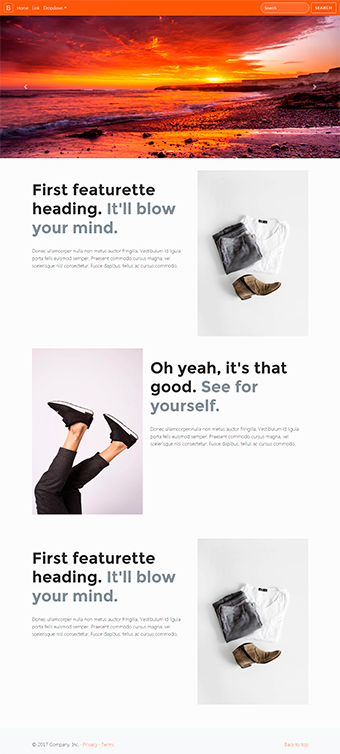 B Home Link Dropdown Search SEARCH
First featurette
heading. It'll blow
your mind.
Donec ullamcorper nulla non metus auctor fringilla. Vestibulum id ligula
porta felis euismod semper. Praesent commodo cursus magna, vel
scelerisque nisl consectetur. Fusce dapibus, tellus ac cursus commodo.
Oh yeah, it's that
good. See for
yourself.
Donec ullamcorper nulla non metus auctor fringilla. Vestibulum id ligula
porta felis euismod semper. Praesent commodo cursus magna, vel
scelerisque nisl consectetur. Fusce dapibus, tellus ac cursus commodo.
First featurette
heading. It'll blow
your mind.
Donec ullamcorper nulla non metus auctor fringilla. Vestibulum id ligula
porta felis euismod semper. Praesent commodo cursus magna, vel
scelerisque nisl consectetur. Fusce dapibus, tellus ac cursus commodo.
© 2017 Company, Inc. · Privacy · Terms Back to top